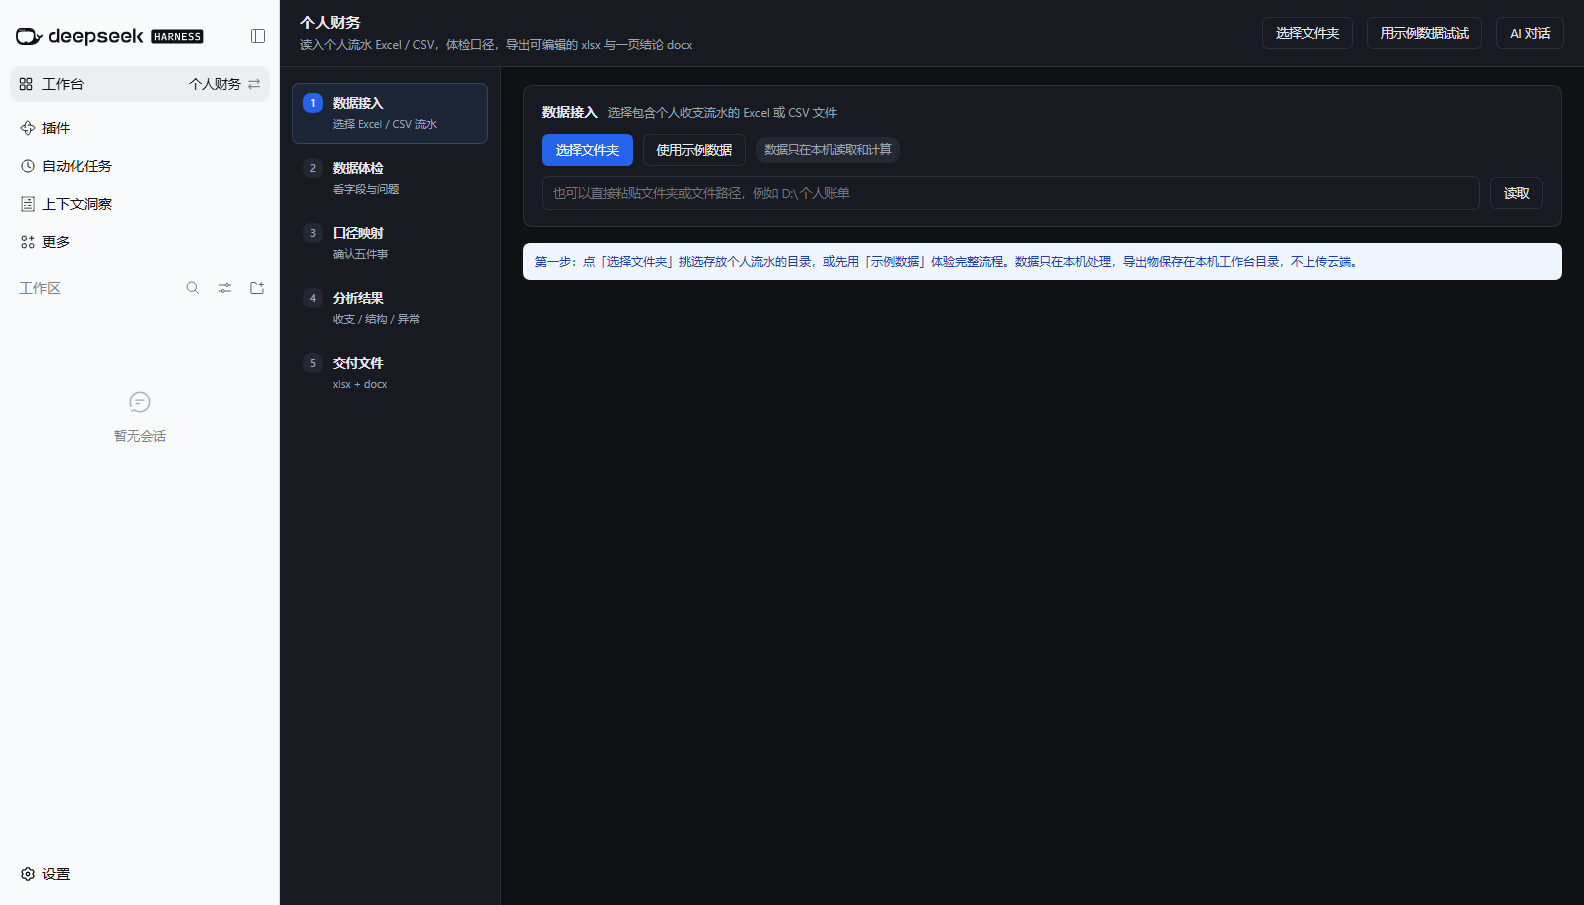 deepseek HARNESS
工作台 个人财务
插件
自动化任务
上下文洞察
更多
工作区
暂无会话
设置
个人财务
读入个人流水 Excel / CSV，体检口径，导出可编辑的 xlsx 与一页结论 docx
选择文件夹 用示例数据试试 AI 对话
1 数据接入
选择 Excel / CSV 流水
2 数据体检
看字段与问题
3 口径映射
确认五件事
4 分析结果
收支 / 结构 / 异常
5 交付文件
xlsx + docx
数据接入 选择包含个人收支流水的 Excel 或 CSV 文件
选择文件夹 使用示例数据 数据只在本机读取和计算
也可以直接粘贴文件夹或文件路径，例如 D:\个人账单 读取
第一步：点「选择文件夹」挑选存放个人流水的目录，或先用「示例数据」体验完整流程。数据只在本机处理，导出物保存在本机工作台目录，不上传云端。